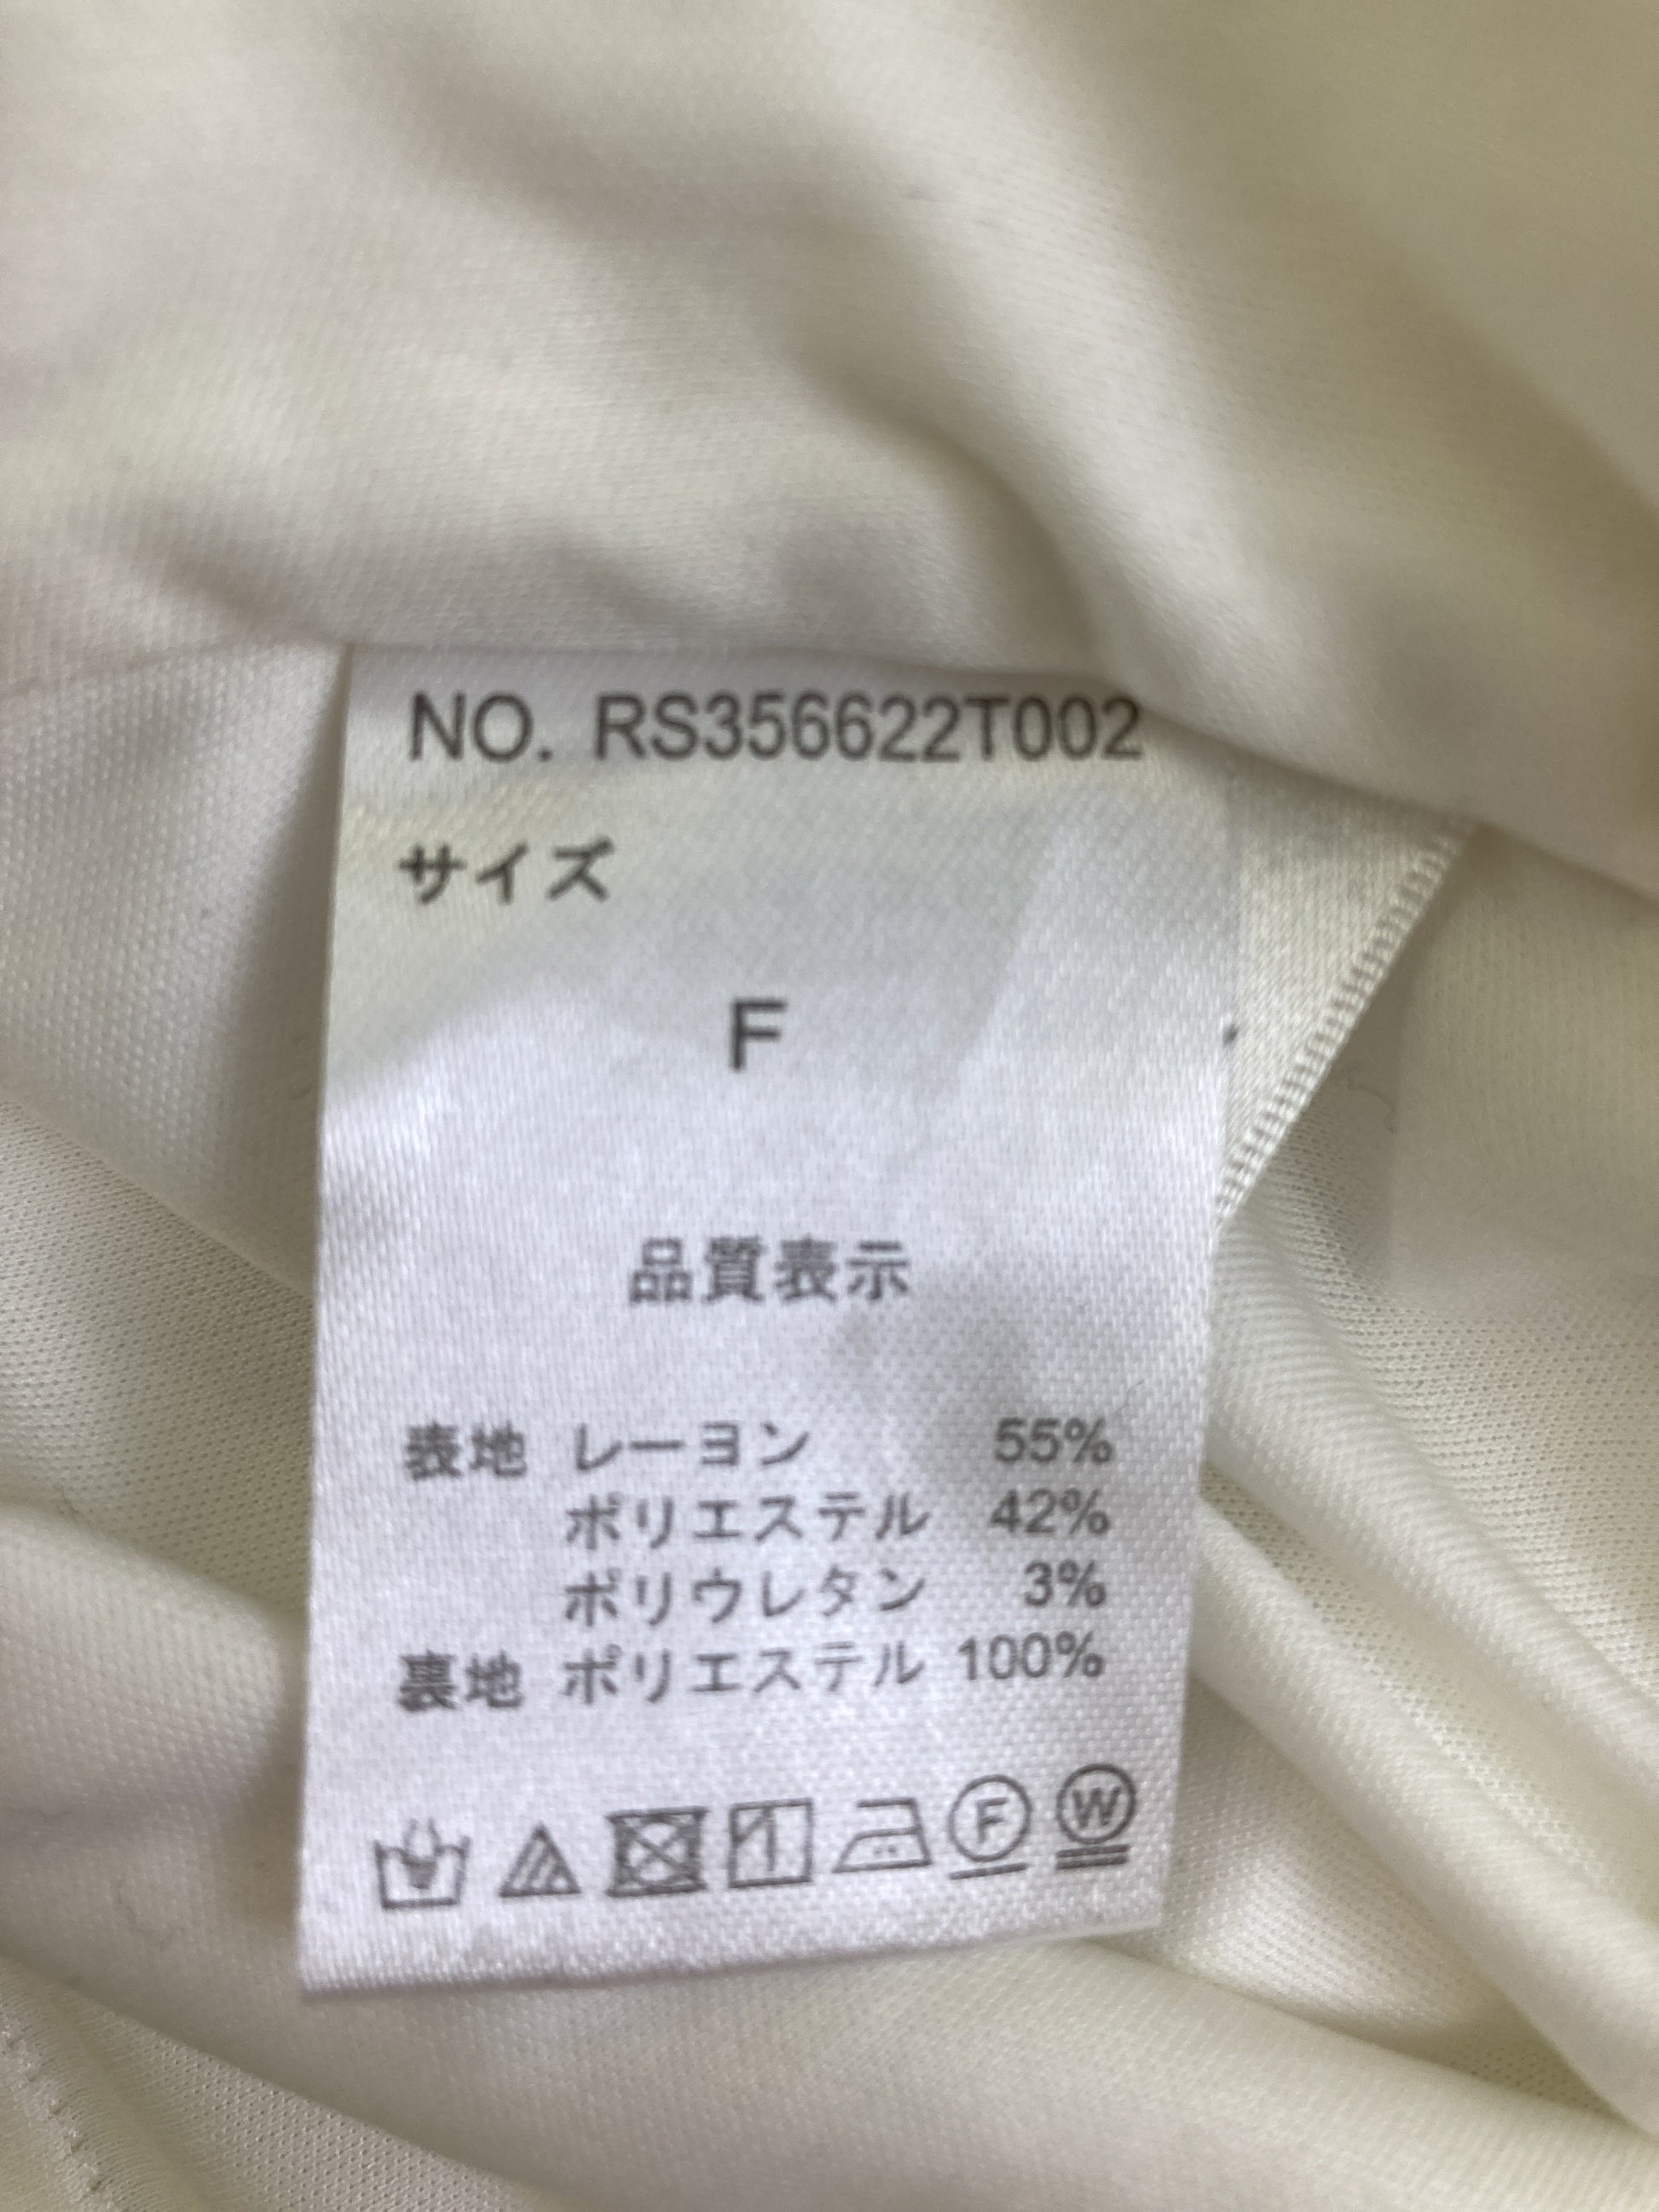 NO. RS356622T002
サイズ
F
品質表示
表地 レーヨン 55%
ポリエステル 42%
ポリウレタン 3%
裏地 ポリエステル 100%
F W